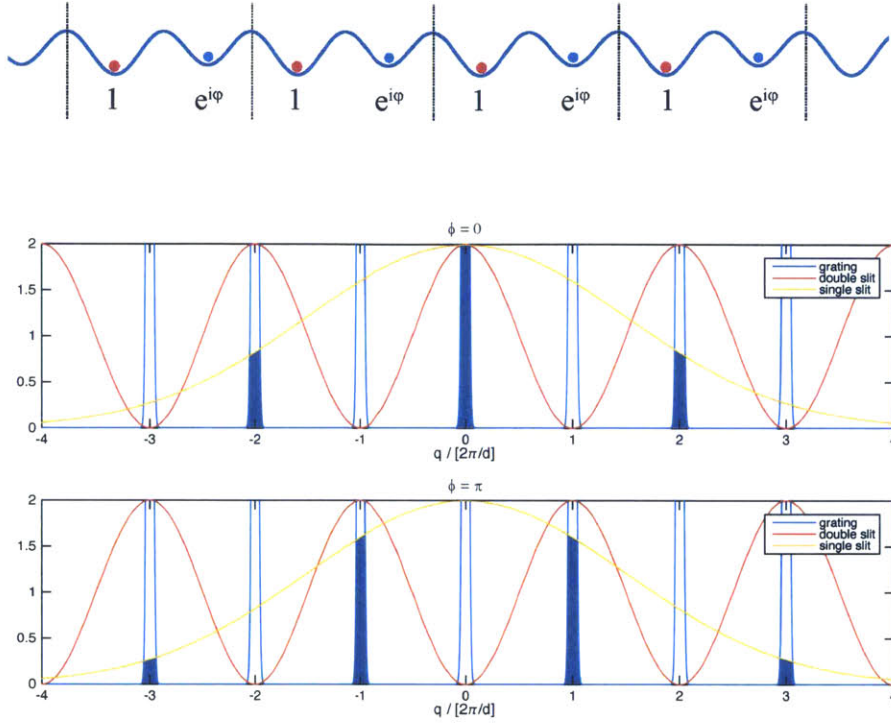 1 e^{iφ} 1 e^{iφ} 1 e^{iφ} 1 e^{iφ}
ϕ = 0
2
1.5
1
0.5
0
grating
double slit
single slit
-4 -3 -2 -1 0 1 2 3 4
q / [2π/d]
ϕ = π
2
1.5
1
0.5
0
grating
double slit
single slit
-4 -3 -2 -1 0 1 2 3 4
q / [2π/d]